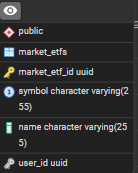 public
market_etfs
market_etf_id uuid
symbol character varying(2
55)
name character varying(25
5)
user_id uuid